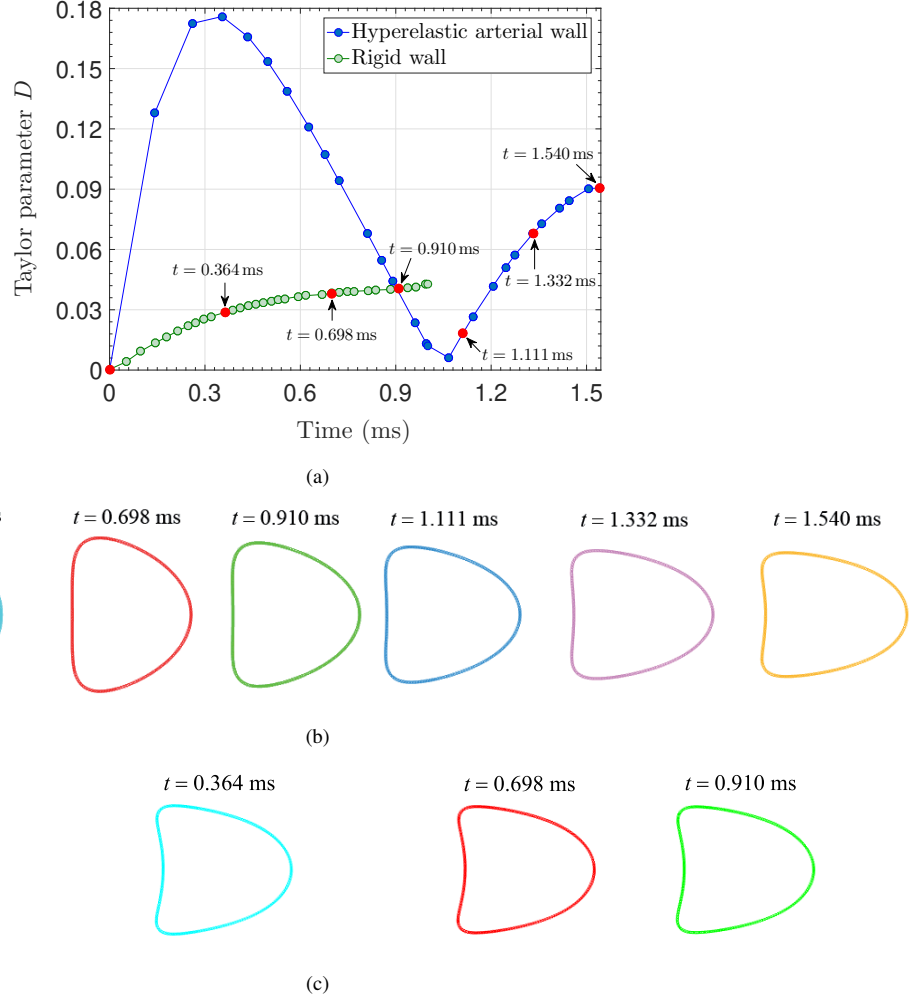 0.18
0.15
0.12
0.09
0.06
0.03
0
Taylor parameter D
Hyperelastic arterial wall
Rigid wall
t = 1.540 ms
t = 0.910 ms
t = 0.364 ms
t = 1.332 ms
t = 0.698 ms
t = 1.111 ms
0 0.3 0.6 0.9 1.2 1.5
Time (ms)
(a)
s t = 0.698 ms t = 0.910 ms t = 1.111 ms t = 1.332 ms t = 1.540 ms
(b)
t = 0.364 ms t = 0.698 ms t = 0.910 ms
(c)